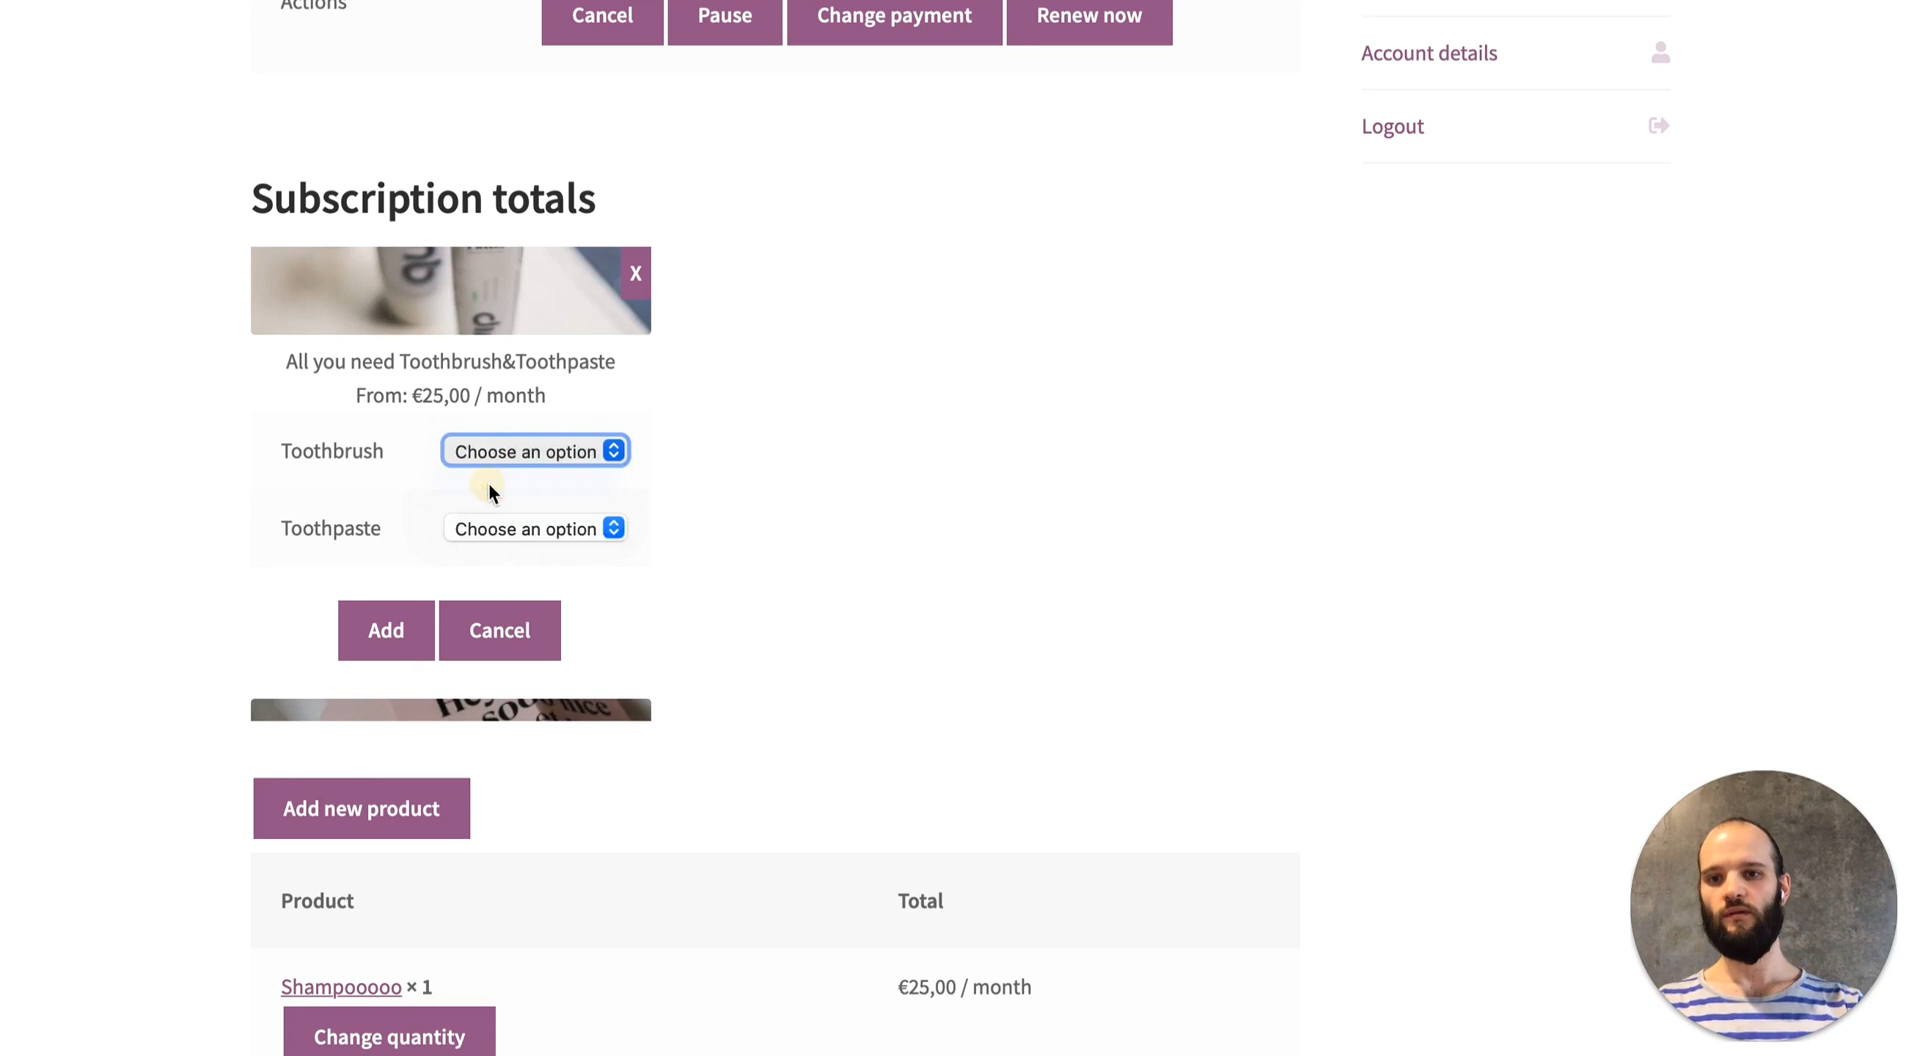 Actions
Cancel
Pause
Change payment
Renew now
Account details
Logout
Subscription totals
X
All you need Toothbrush&Toothpaste
From: €25,00 / month
Toothbrush
Choose an option
Toothpaste
Choose an option
Add
Cancel
Add new product
Product
Total
Shampooooo × 1
€25,00 / month
Change quantity